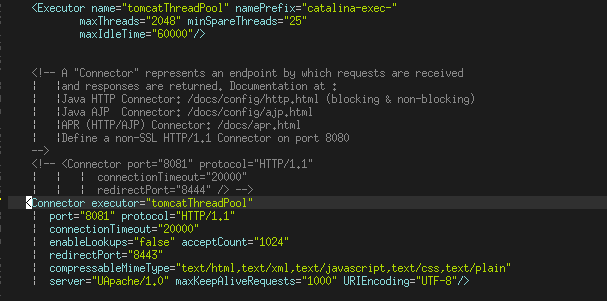 <Executor name="tomcatThreadPool" namePrefix="catalina-exec-"
maxThreads="2048" minSpareThreads="25"
maxIdleTime="60000"/>
<!-- A "Connector" represents an endpoint by which requests are received
and responses are returned. Documentation at :
Java HTTP Connector: /docs/config/http.html (blocking & non-blocking)
Java AJP  Connector: /docs/config/ajp.html
APR (HTTP/AJP) Connector: /docs/apr.html
Define a non-SSL HTTP/1.1 Connector on port 8080
-->
<!-- <Connector port="8081" protocol="HTTP/1.1"
connectionTimeout="20000"
redirectPort="8444" /> -->
<Connector executor="tomcatThreadPool"
port="8081" protocol="HTTP/1.1"
connectionTimeout="20000"
enableLookups="false" acceptCount="1024"
redirectPort="8443"
compressableMimeType="text/html,text/xml,text/javascript,text/css,text/plain"
server="UApache/1.0" maxKeepAliveRequests="1000" URIEncoding="UTF-8"/>